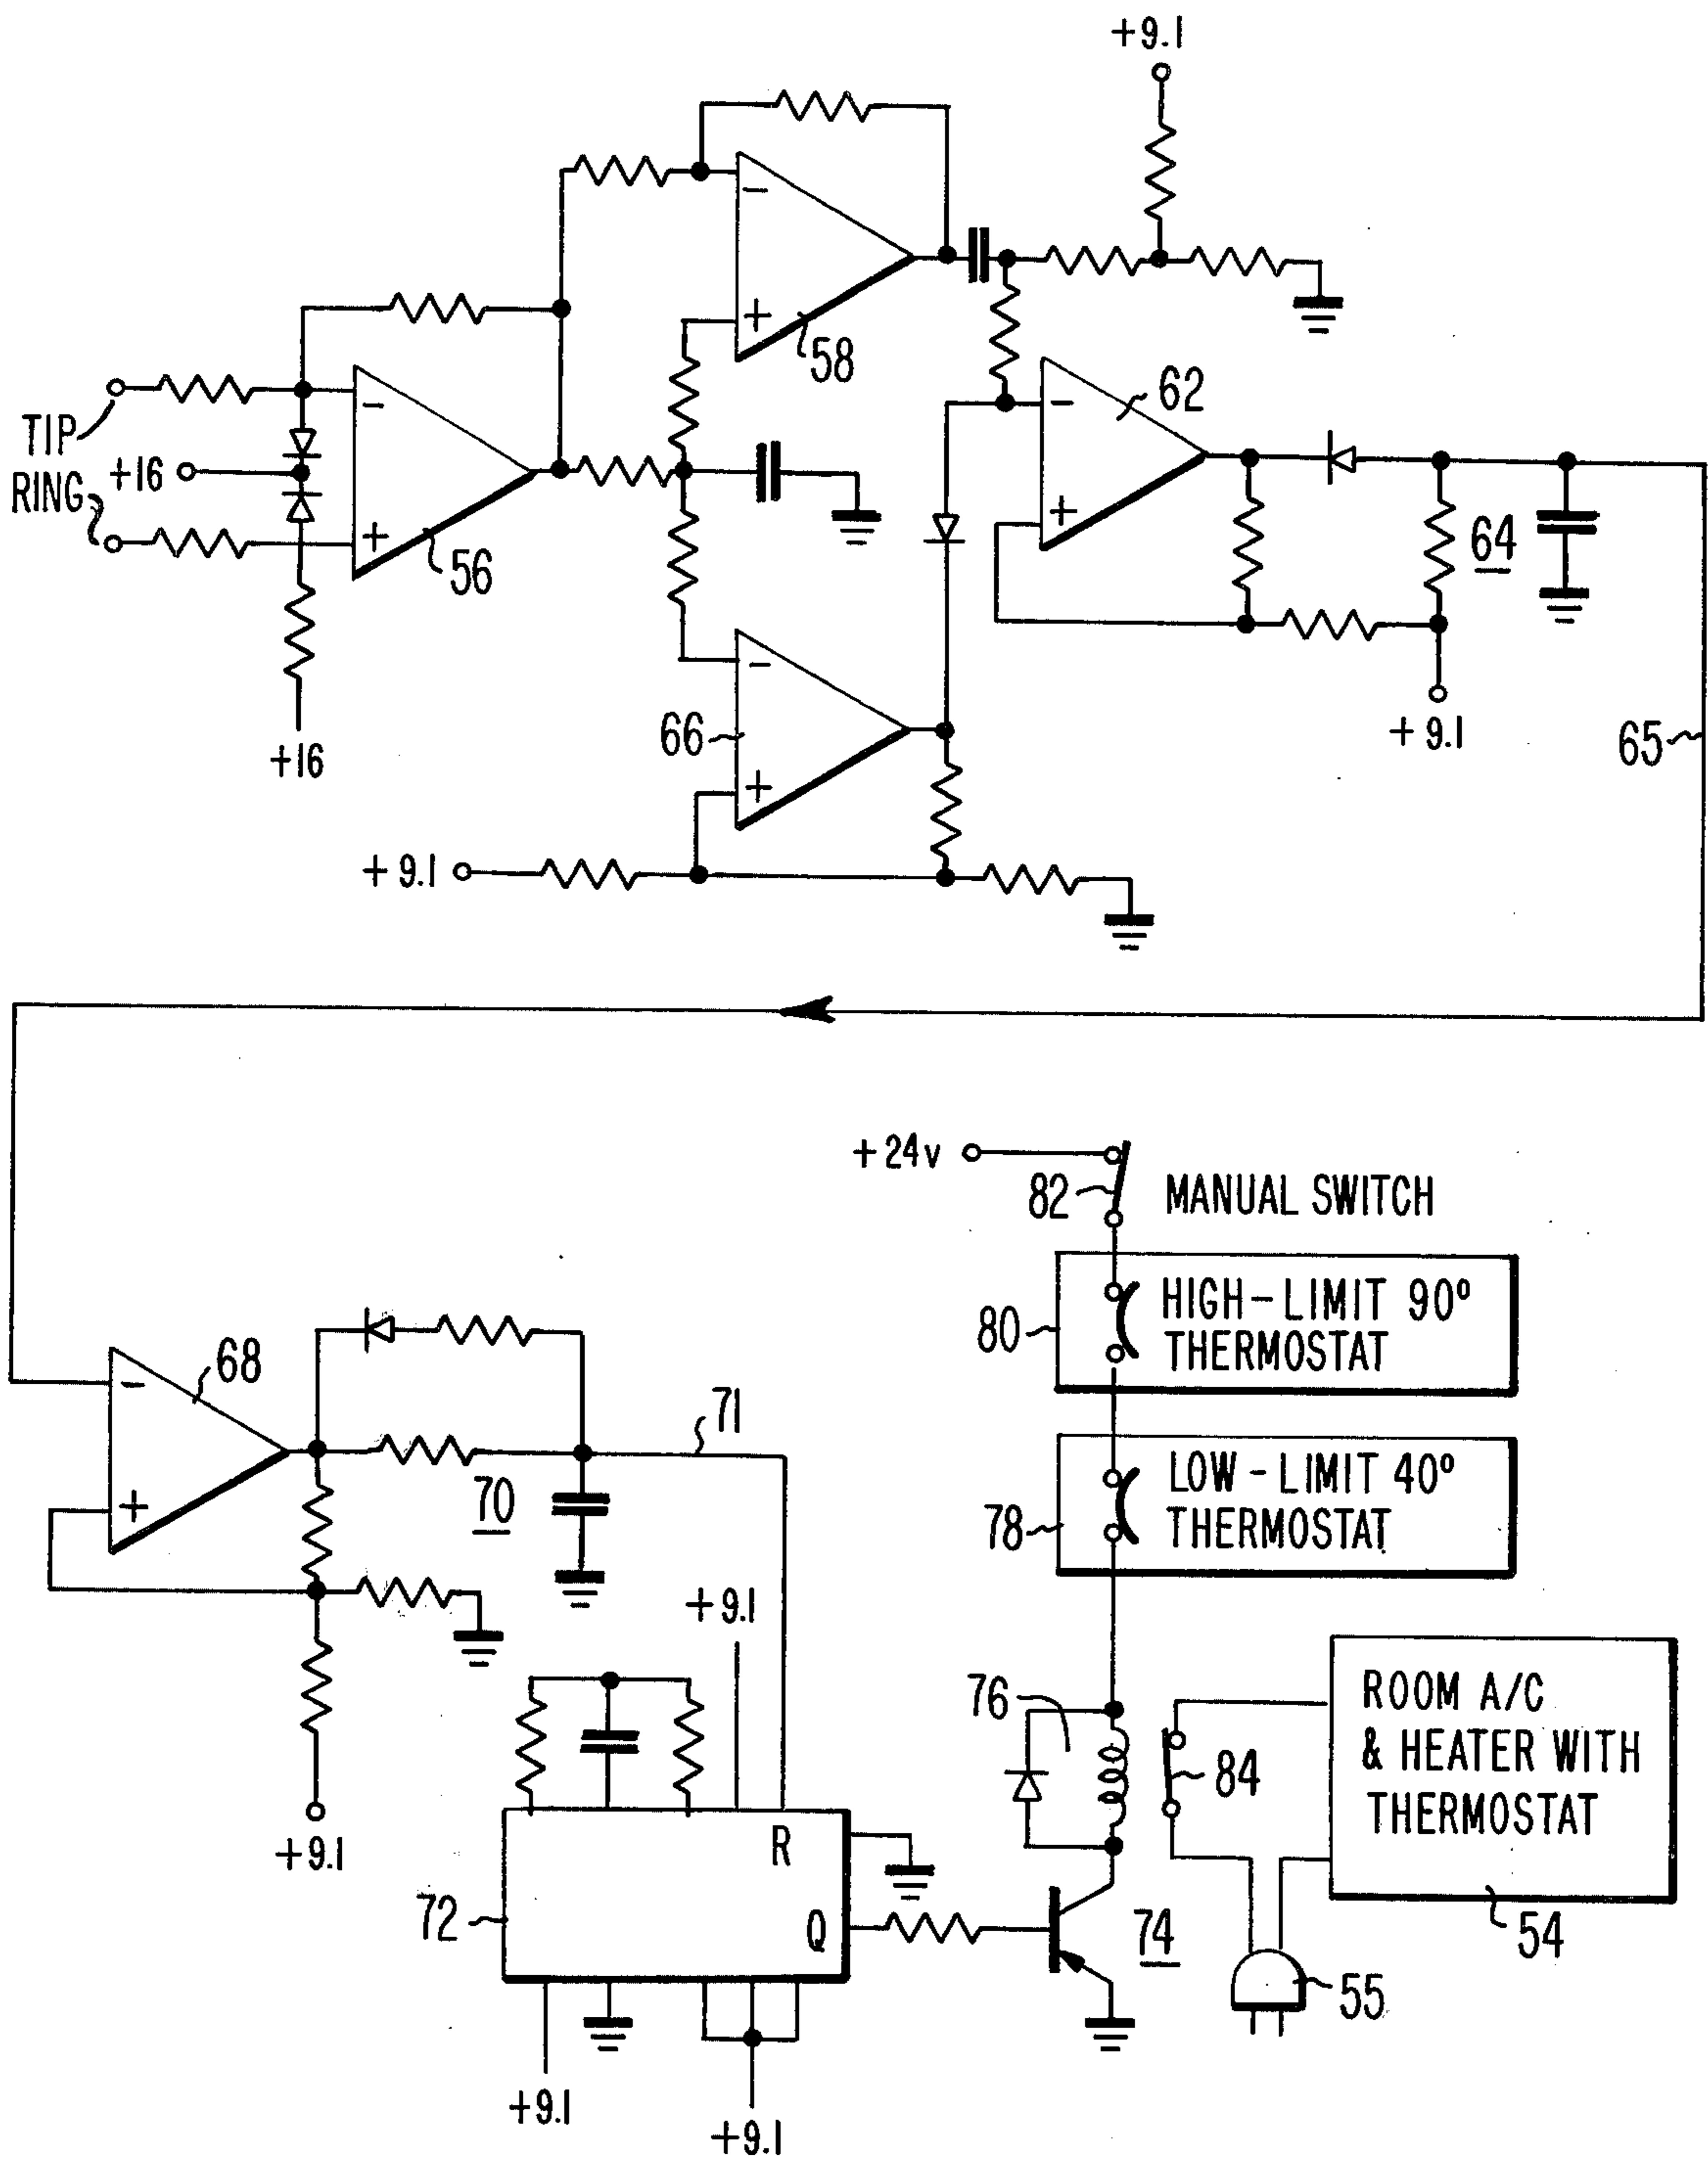 +9.1
-
+
58
62
-
TIP
+16
RING
-
+
56
+
64
66
-
+
+9.1
65
+9.1
+24v
82
MANUAL SWITCH
80
HIGH-LIMIT 90°
THERMOSTAT
68
-
+
71
70
78
LOW-LIMIT 40°
THERMOSTAT
+16
+9.1
76
84
ROOM A/C
& HEATER WITH
THERMOSTAT
+9.1
R
72
Q
74
54
55
+9.1
+9.1